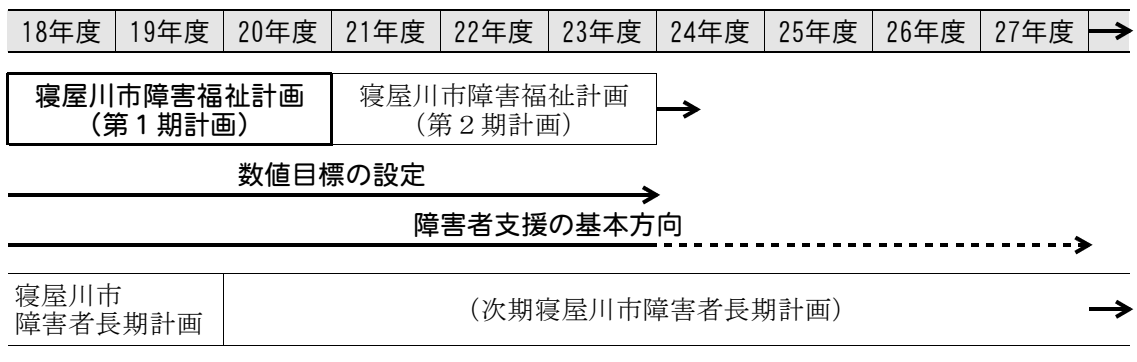 18年度 19年度 20年度 21年度 22年度 23年度 24年度 25年度 26年度 27年度
寝屋川市障害福祉計画
（第１期計画）
寝屋川市障害福祉計画
（第２期計画）
数値目標の設定
障害者支援の基本方向
寝屋川市
障害者長期計画
（次期寝屋川市障害者長期計画）